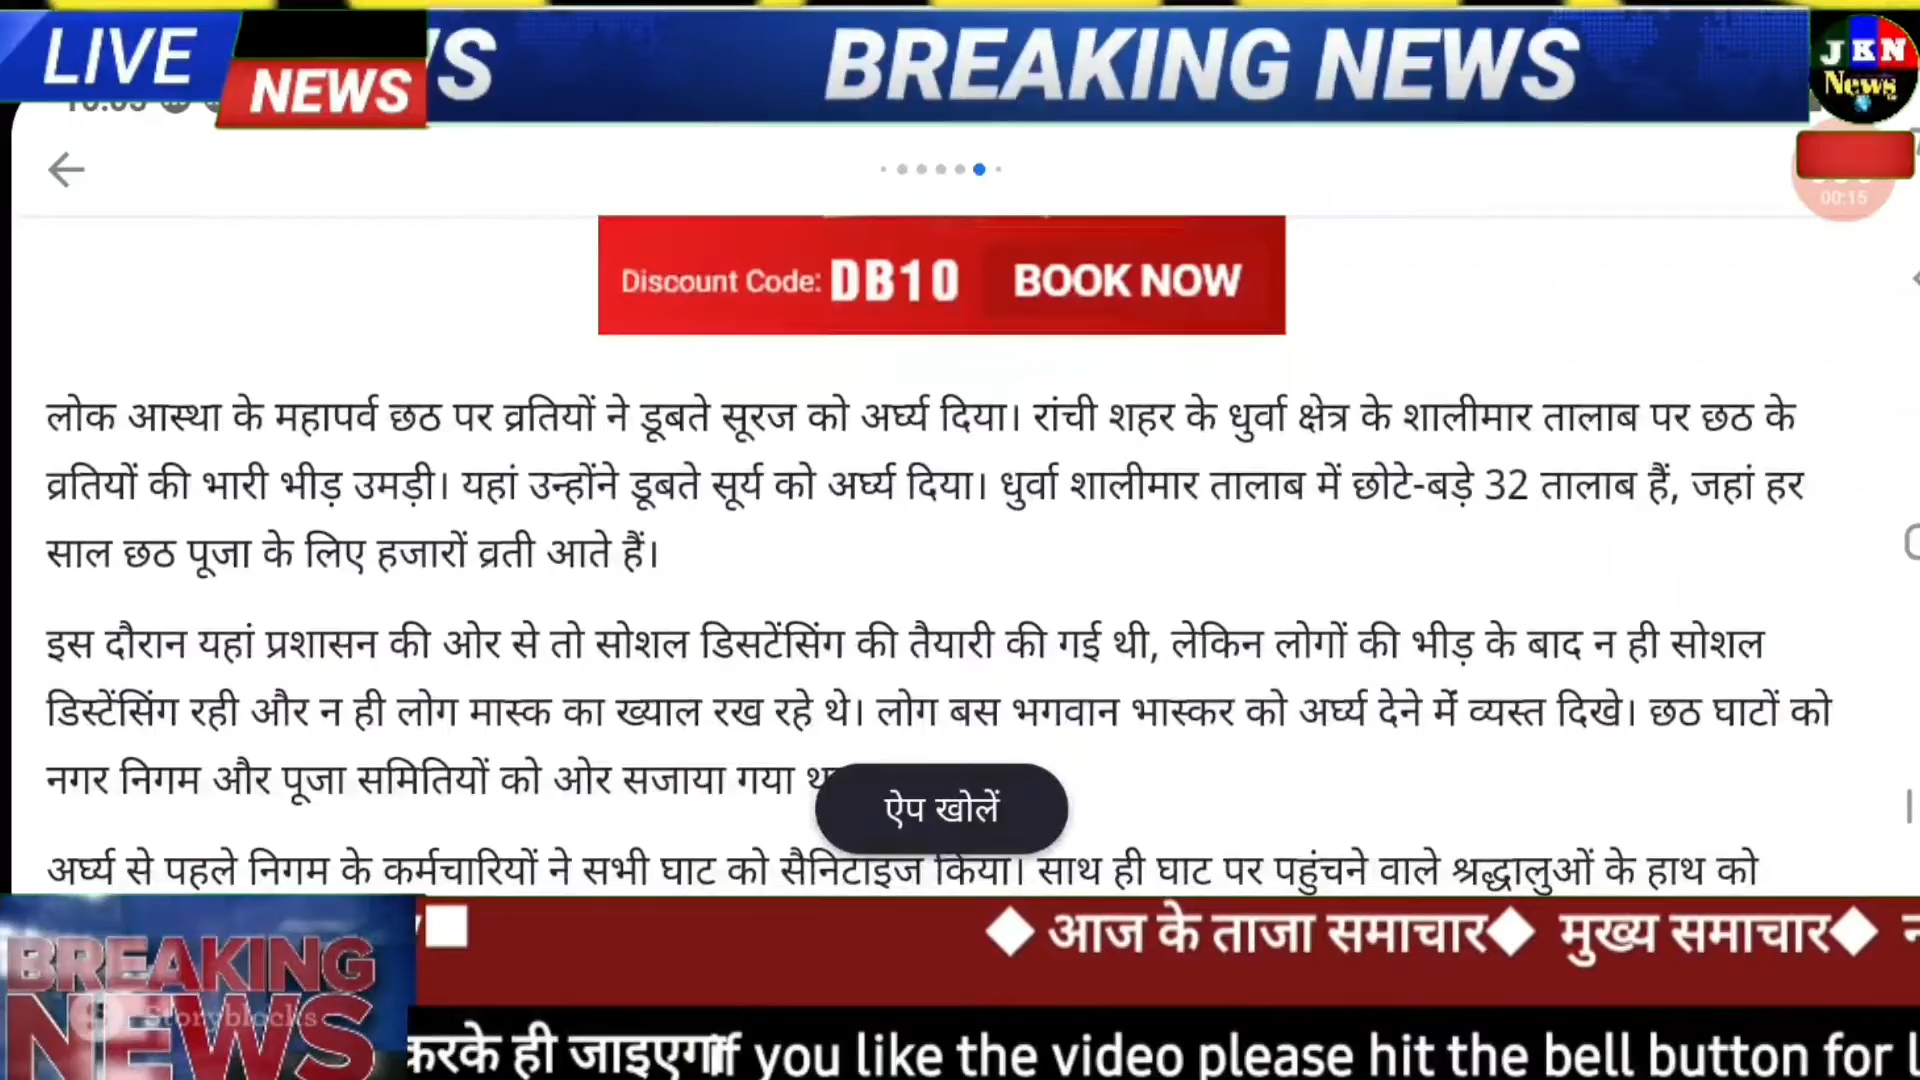 LIVE
NEWS
S
BREAKING NEWS
JKN
News
00:15
Discount Code: DB10 BOOK NOW
लोक आस्था के महापर्व छठ पर व्रतियों ने डूबते सूरज को अर्घ्य दिया। रांची शहर के धुर्वा क्षेत्र के शालीमार तालाब पर छठ के
व्रतियों की भारी भीड़ उमड़ी। यहां उन्होंने डूबते सूर्य को अर्घ्य दिया। धुर्वा शालीमार तालाब में छोटे-बड़े 32 तालाब हैं, जहां हर
साल छठ पूजा के लिए हजारों व्रती आते हैं।
इस दौरान यहां प्रशासन की ओर से तो सोशल डिसटेंसिंग की तैयारी की गई थी, लेकिन लोगों की भीड़ के बाद न ही सोशल
डिस्टेंसिंग रही और न ही लोग मास्क का ख्याल रख रहे थे। लोग बस भगवान भास्कर को अर्घ्य देने में व्यस्त दिखे। छठ घाटों को
नगर निगम और पूजा समितियों को ओर सजाया गया
ऐप खोलें
अर्घ्य से पहले निगम के कर्मचारियों ने सभी घाट को सैनिटाइज किया। साथ ही घाट पर पहुंचने वाले श्रद्धालुओं के हाथ को
◆ आज के ताजा समाचार◆ मुख्य समाचार◆
BREAKING
NEWS
Storyblocks
करके ही जाइएगा If you like the video please hit the bell button for